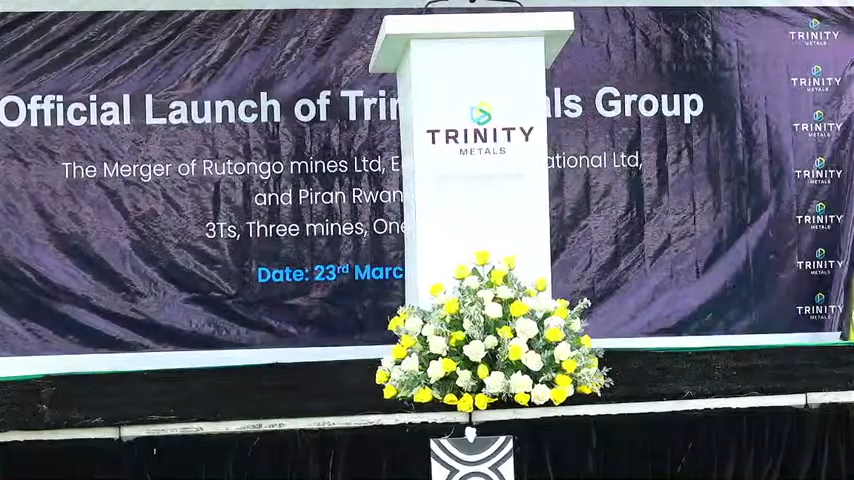 Official Launch of Trin als Group
The Merger of Rutongo mines Ltd, E national Ltd,
and Piran Rwan
3Ts, Three mines, One
Date: 23rd Marc
TRINITY
METALS
TRINITY
METALS
TRINITY
METALS
TRINITY
METALS
TRINITY
METALS
TRINITY
METALS
TRINITY
METALS
TRINITY
METALS